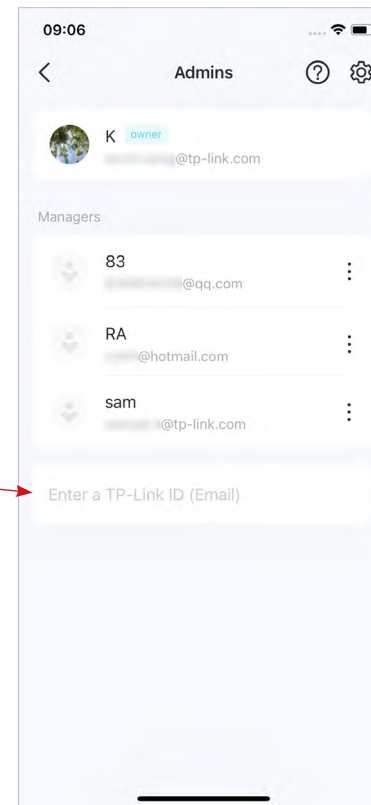 09:06
Admins
K owner
@tp-link.com
Managers
83
@qq.com
RA
@hotmail.com
sam
@tp-link.com
Enter a TP-Link ID (Email)